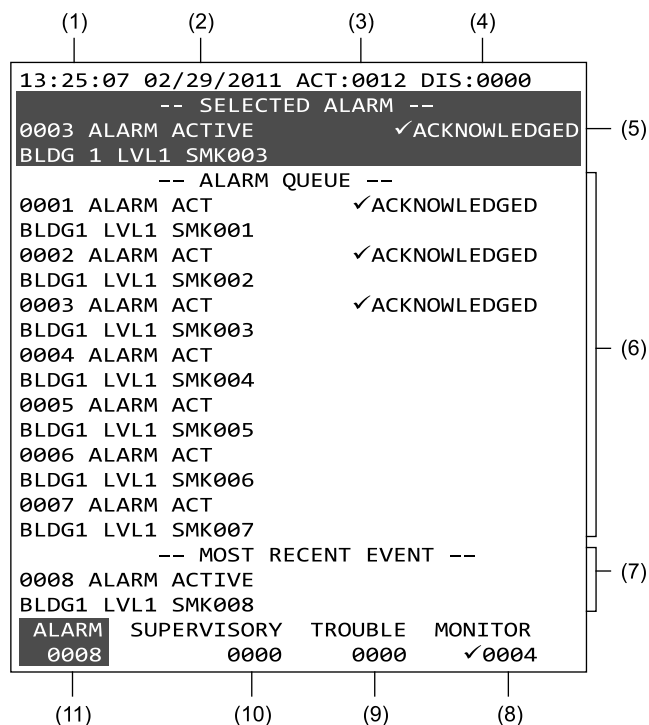 (1) (2) (3) (4)
13:25:07 02/29/2011 ACT:0012 DIS:0000
-- SELECTED ALARM --
0003 ALARM ACTIVE ✓ACKNOWLEDGED (5)
BLDG 1 LVL1 SMK003
-- ALARM QUEUE --
0001 ALARM ACT ✓ACKNOWLEDGED
BLDG1 LVL1 SMK001
0002 ALARM ACT ✓ACKNOWLEDGED
BLDG1 LVL1 SMK002
0003 ALARM ACT ✓ACKNOWLEDGED
BLDG1 LVL1 SMK003
0004 ALARM ACT (6)
BLDG1 LVL1 SMK004
0005 ALARM ACT
BLDG1 LVL1 SMK005
0006 ALARM ACT
BLDG1 LVL1 SMK006
0007 ALARM ACT
BLDG1 LVL1 SMK007
-- MOST RECENT EVENT --
0008 ALARM ACTIVE (7)
BLDG1 LVL1 SMK008
ALARM SUPERVISORY TROUBLE MONITOR
0008 0000 0000 ✓0004
(11) (10) (9) (8)